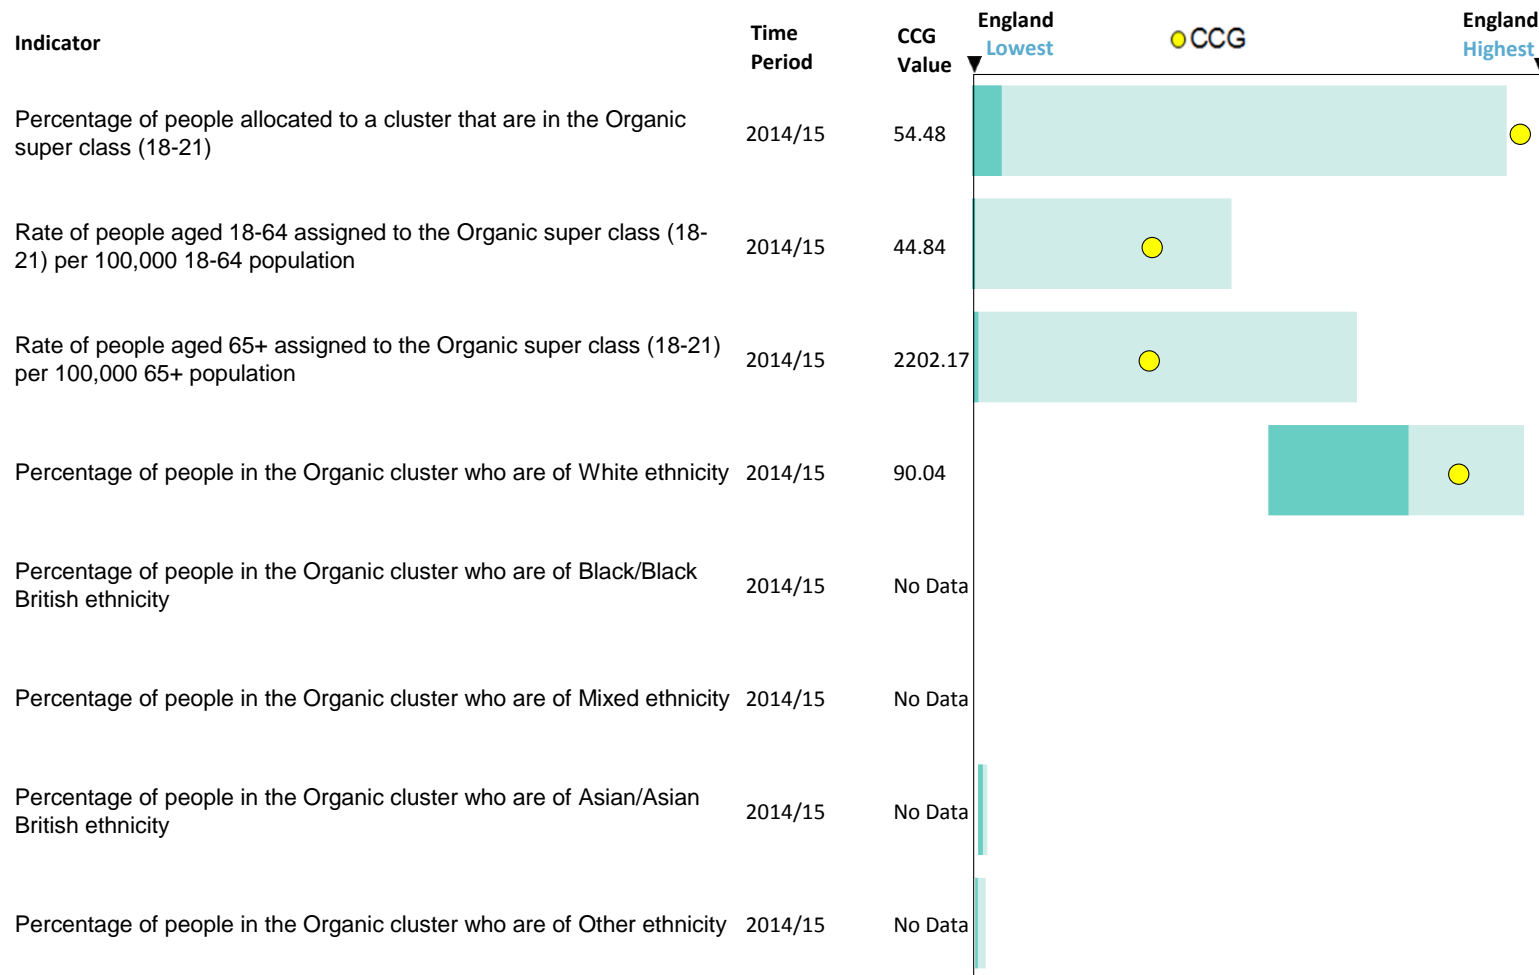 Indicator
Time Period
CCG Value
England Lowest
CCG
England Highest
Percentage of people allocated to a cluster that are in the Organic
super class (18-21)
2014/15
54.48
Rate of people aged 18-64 assigned to the Organic super class (18-
21) per 100,000 18-64 population
2014/15
44.84
Rate of people aged 65+ assigned to the Organic super class (18-21)
per 100,000 65+ population
2014/15
2202.17
Percentage of people in the Organic cluster who are of White ethnicity
2014/15
90.04
Percentage of people in the Organic cluster who are of Black/Black
British ethnicity
2014/15
No Data
Percentage of people in the Organic cluster who are of Mixed ethnicity
2014/15
No Data
Percentage of people in the Organic cluster who are of Asian/Asian
British ethnicity
2014/15
No Data
Percentage of people in the Organic cluster who are of Other ethnicity
2014/15
No Data